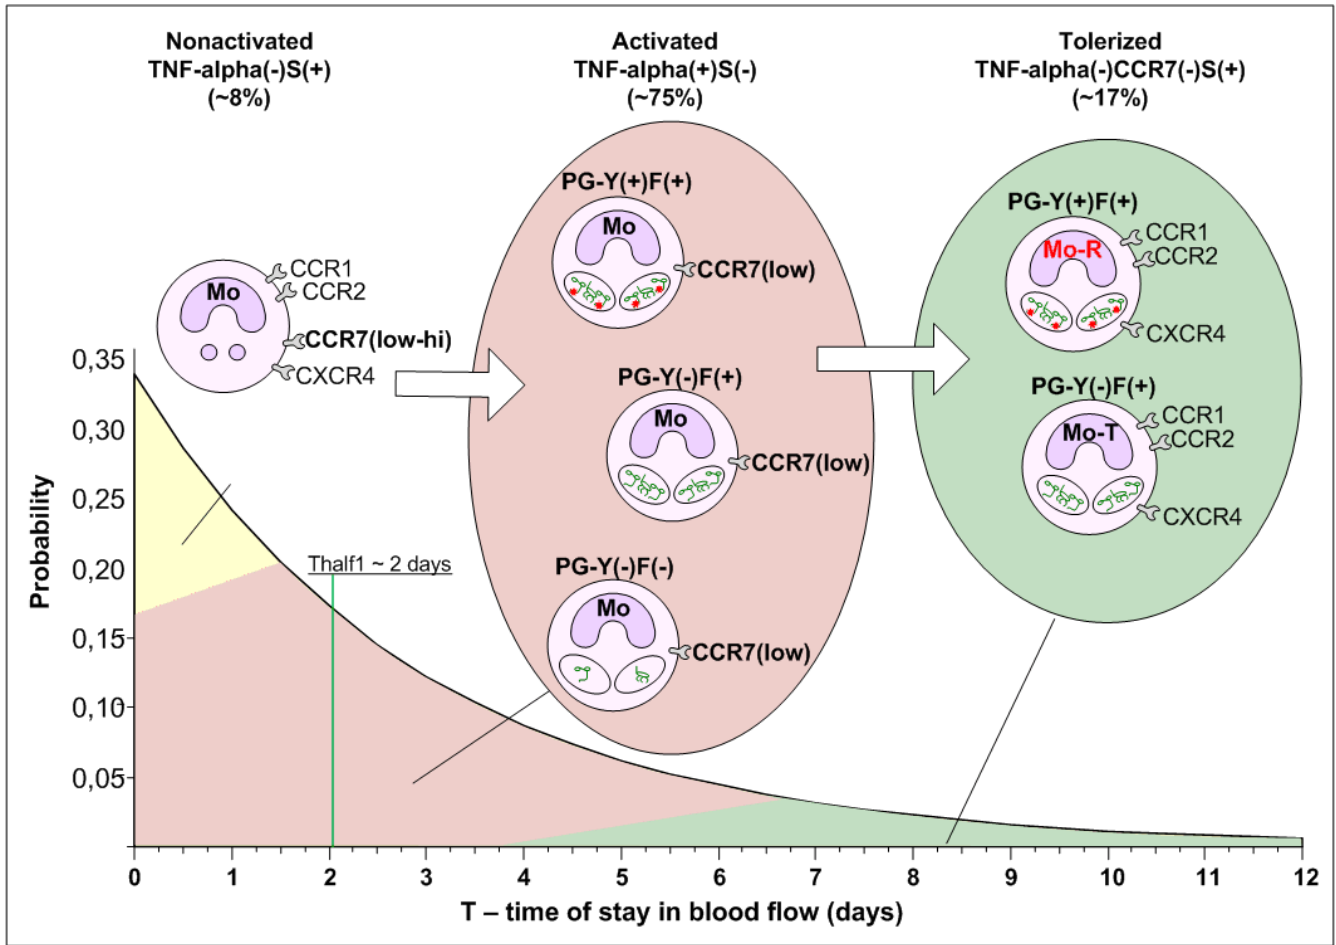 Nonactivated
TNF-alpha(-)S(+)
(~8%)
Activated
TNF-alpha(+)S(-)
(~75%)
Tolerized
TNF-alpha(-)CCR7(-)S(+)
(~17%)
Mo
CCR1
CCR2
CCR7(low-hi)
CXCR4
PG-Y(+)F(+)
Mo
CCR7(low)
PG-Y(-)F(+)
Mo
CCR7(low)
PG-Y(-)F(-)
Mo
CCR7(low)
PG-Y(+)F(+)
Mo-R
CCR1
CCR2
CXCR4
PG-Y(-)F(+)
Mo-T
CCR1
CCR2
CXCR4
Probability
0,35
0,30
0,25
0,20
0,15
0,10
0,05
Thalf1 ~ 2 days
0 1 2 3 4 5 6 7 8 9 10 11 12
T – time of stay in blood flow (days)